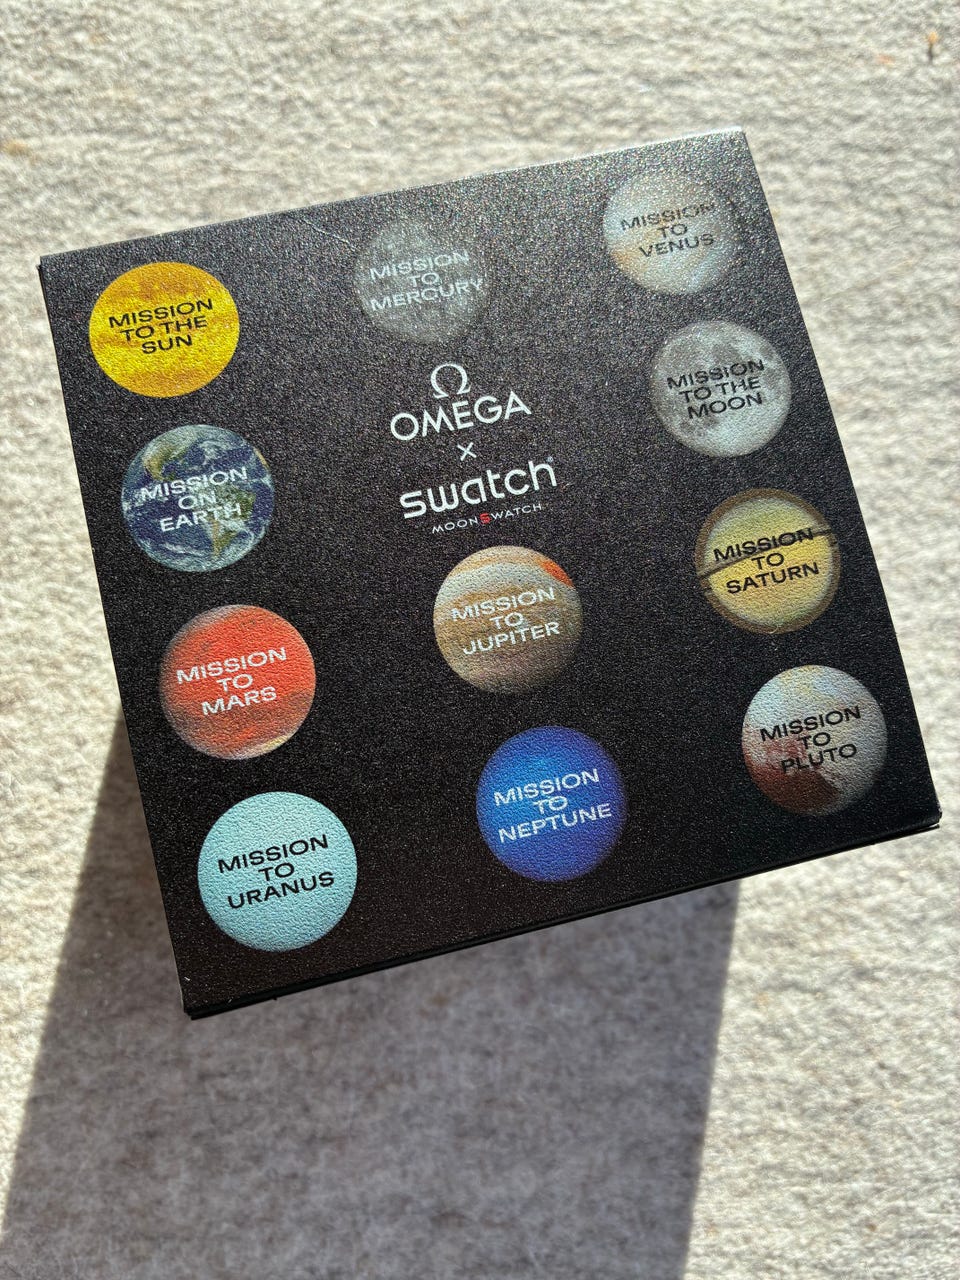 MISSION
TO THE
SUN
MISSION
TO
MERCURY
MISSION
TO
VENUS
Ω
OMEGA
×
swatch®
MOONSWATCH
MISSION
TO THE
MOON
MISSION
ON
EARTH
MISSION
TO
JUPITER
MISSION
TO
SATURN
MISSION
TO
MARS
MISSION
TO
NEPTUNE
MISSION
TO
PLUTO
MISSION
TO
URANUS